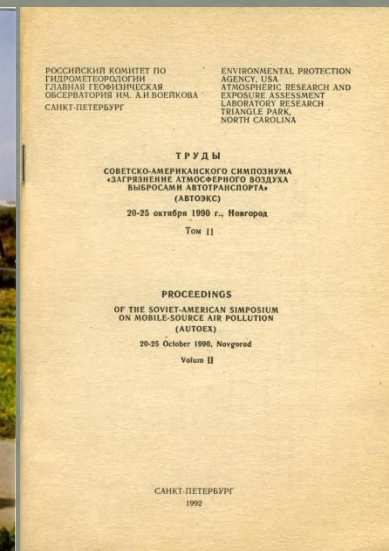 РОССИЙСКИЙ КОМИТЕТ ПО
ГИДРОМЕТЕОРОЛОГИИ
ГЛАВНАЯ ГЕОФИЗИЧЕСКАЯ
ОБСЕРВАТОРИЯ ИМ. А.И.ВОЕЙКОВА
САНКТ-ПЕТЕРБУРГ
ENVIRONMENTAL PROTECTION
AGENCY, USA
ATMOSPHERIC RESEARCH AND
EXPOSURE ASSESSMENT
LABORATORY RESEARCH
TRIANGLE PARK,
NORTH CAROLINA
ТРУДЫ
СОВЕТСКО-АМЕРИКАНСКОГО СИМПОЗИУМА
«ЗАГРЯЗНЕНИЕ АТМОСФЕРНОГО ВОЗДУХА
ВЫБРОСАМИ АВТОТРАНСПОРТА»
(АВТОЭКС)
20-25 октября 1990 г., Новгород
Том II
PROCEEDINGS
OF THE SOVIET-AMERICAN SIMPOSIUM
ON MOBILE-SOURCE AIR POLLUTION
(AUTOEX)
20-25 October 1990, Novgorod
Volum II
САНКТ-ПЕТЕРБУРГ
1992